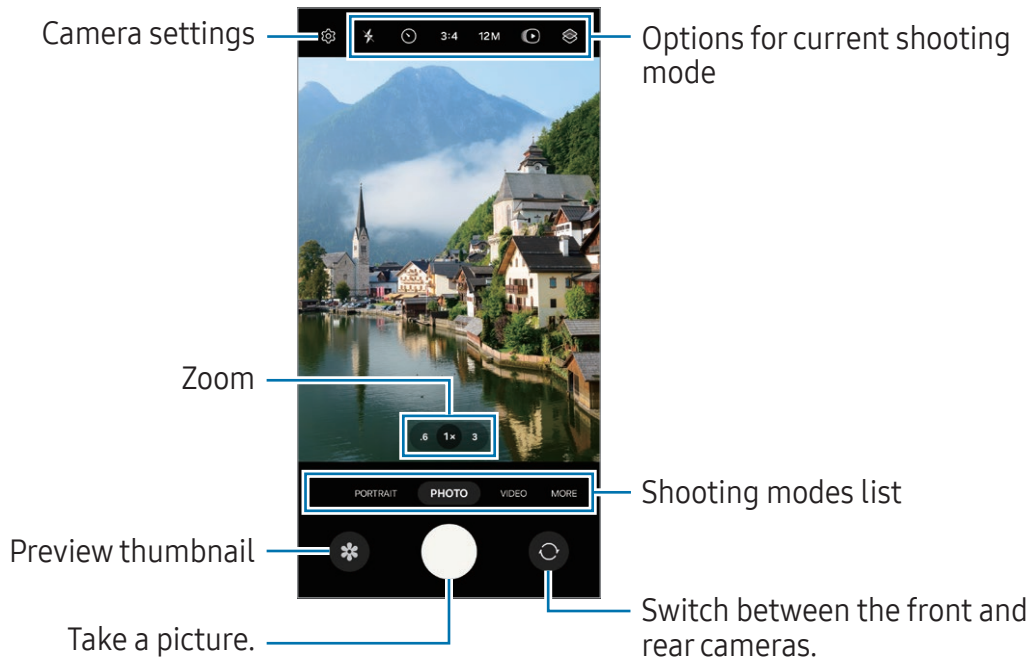 Camera settings
3:4 12M
Options for current shooting
mode
Zoom
.6 1× 3
PORTRAIT PHOTO VIDEO MORE
Shooting modes list
Preview thumbnail
Take a picture.
Switch between the front and
rear cameras.